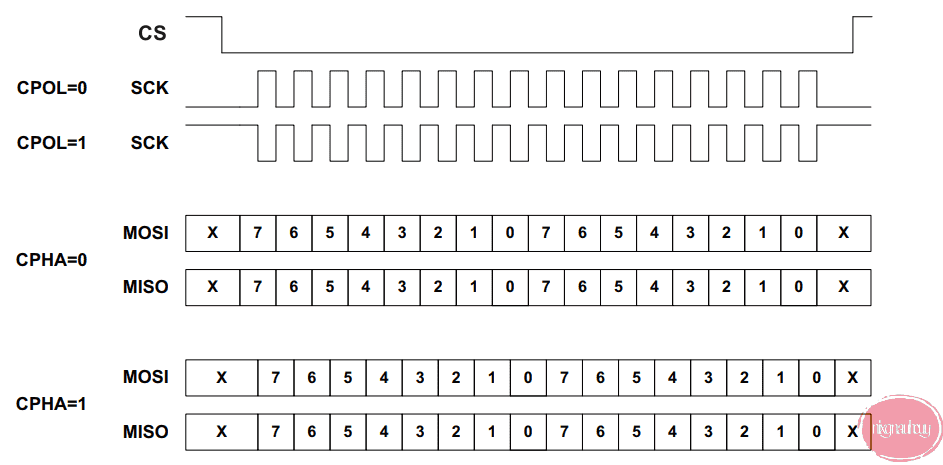 CS
CPOL=0 SCK
CPOL=1 SCK
MOSI X 7 6 5 4 3 2 1 0 7 6 5 4 3 2 1 0 X
CPHA=0
MISO X 7 6 5 4 3 2 1 0 7 6 5 4 3 2 1 0 X
MOSI X 7 6 5 4 3 2 1 0 7 6 5 4 3 2 1 0 X
CPHA=1
MISO X 7 6 5 4 3 2 1 0 7 6 5 4 3 2 1 0 X